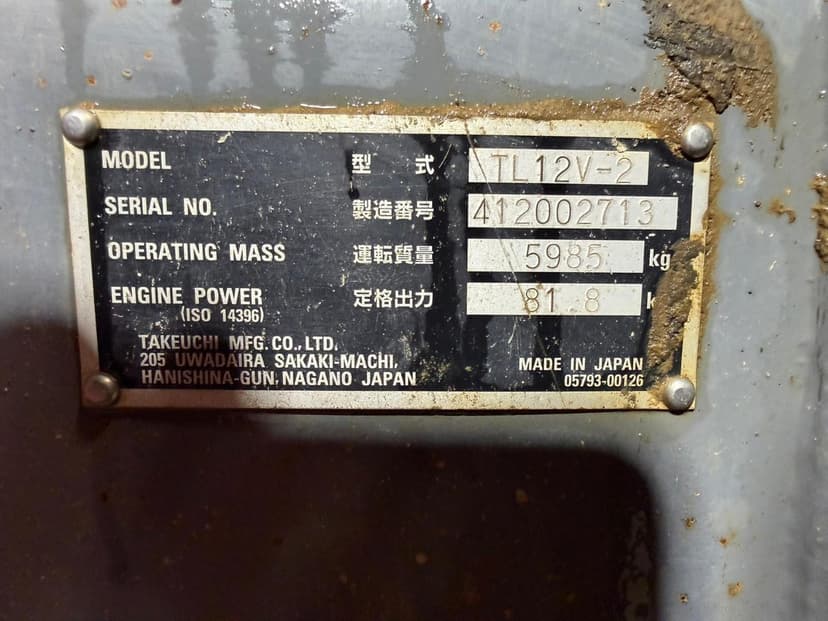 MODEL 型 式 TL12V-2
SERIAL NO. 製造番号 412002713
OPERATING MASS 運転質量 5985 kg
ENGINE POWER 定格出力 81.8
(ISO 14396)
TAKEUCHI MFG. CO., LTD.
205 UWADAIRA SAKAKI-MACHI,
HANISHINA-GUN, NAGANO JAPAN
MADE IN JAPAN
05793-00126